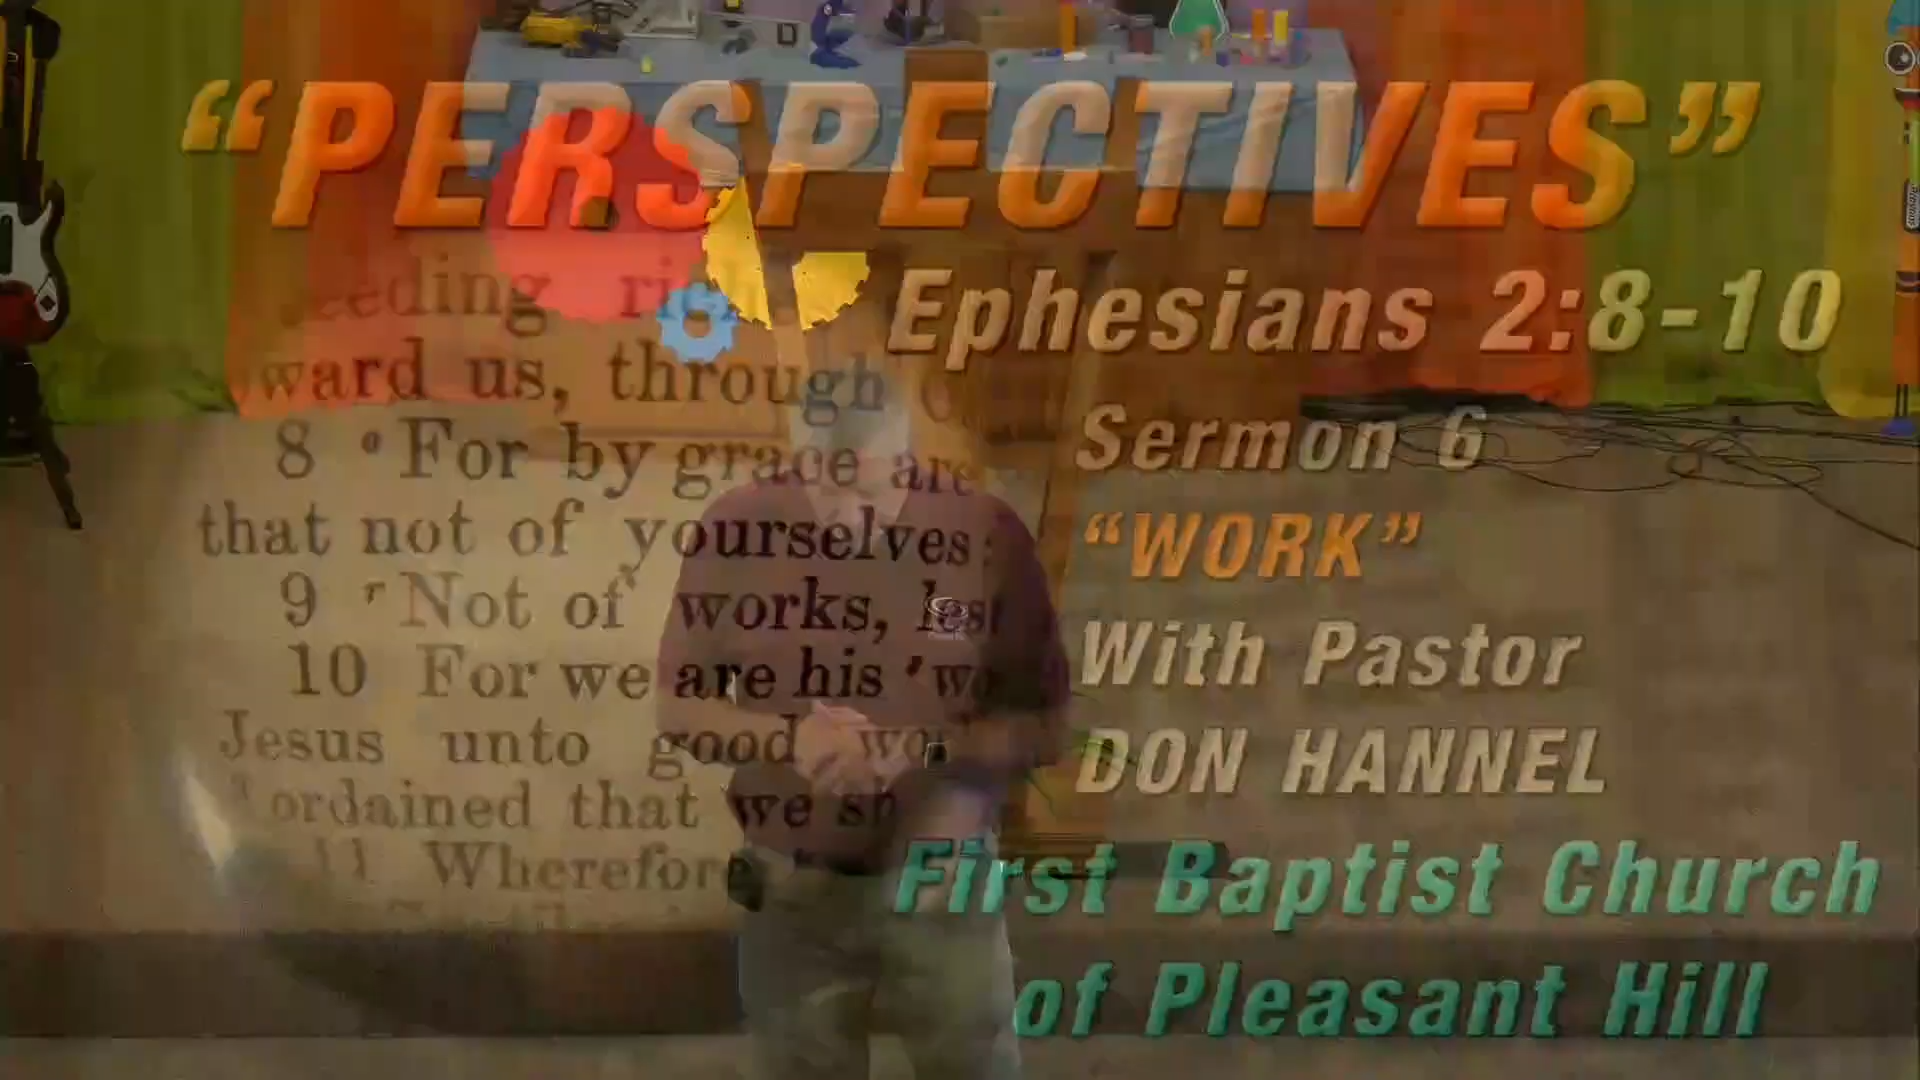 “PERSPECTIVES”
Ephesians 2:8-10
Sermon 6
“WORK”
With Pastor
DON HANNEL
First Baptist Church
of Pleasant Hill
ward us, through
8 For by grace are
that not of yourselves:
9 Not of works, lest
10 For we are his
Jesus unto good
ordained that we
11 Wherefore